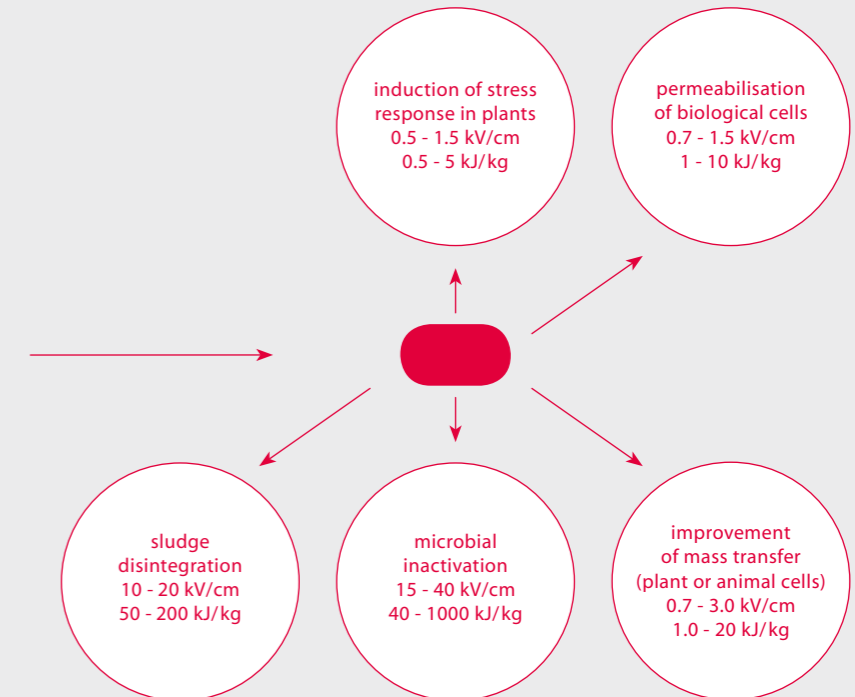 induction of stress
response in plants
0.5 - 1.5 kV/cm
0.5 - 5 kJ/kg
permeabilisation
of biological cells
0.7 - 1.5 kV/cm
1 - 10 kJ/kg
sludge
disintegration
10 - 20 kV/cm
50 - 200 kJ/kg
microbial
inactivation
15 - 40 kV/cm
40 - 1000 kJ/kg
improvement
of mass transfer
(plant or animal cells)
0.7 - 3.0 kV/cm
1.0 - 20 kJ/kg